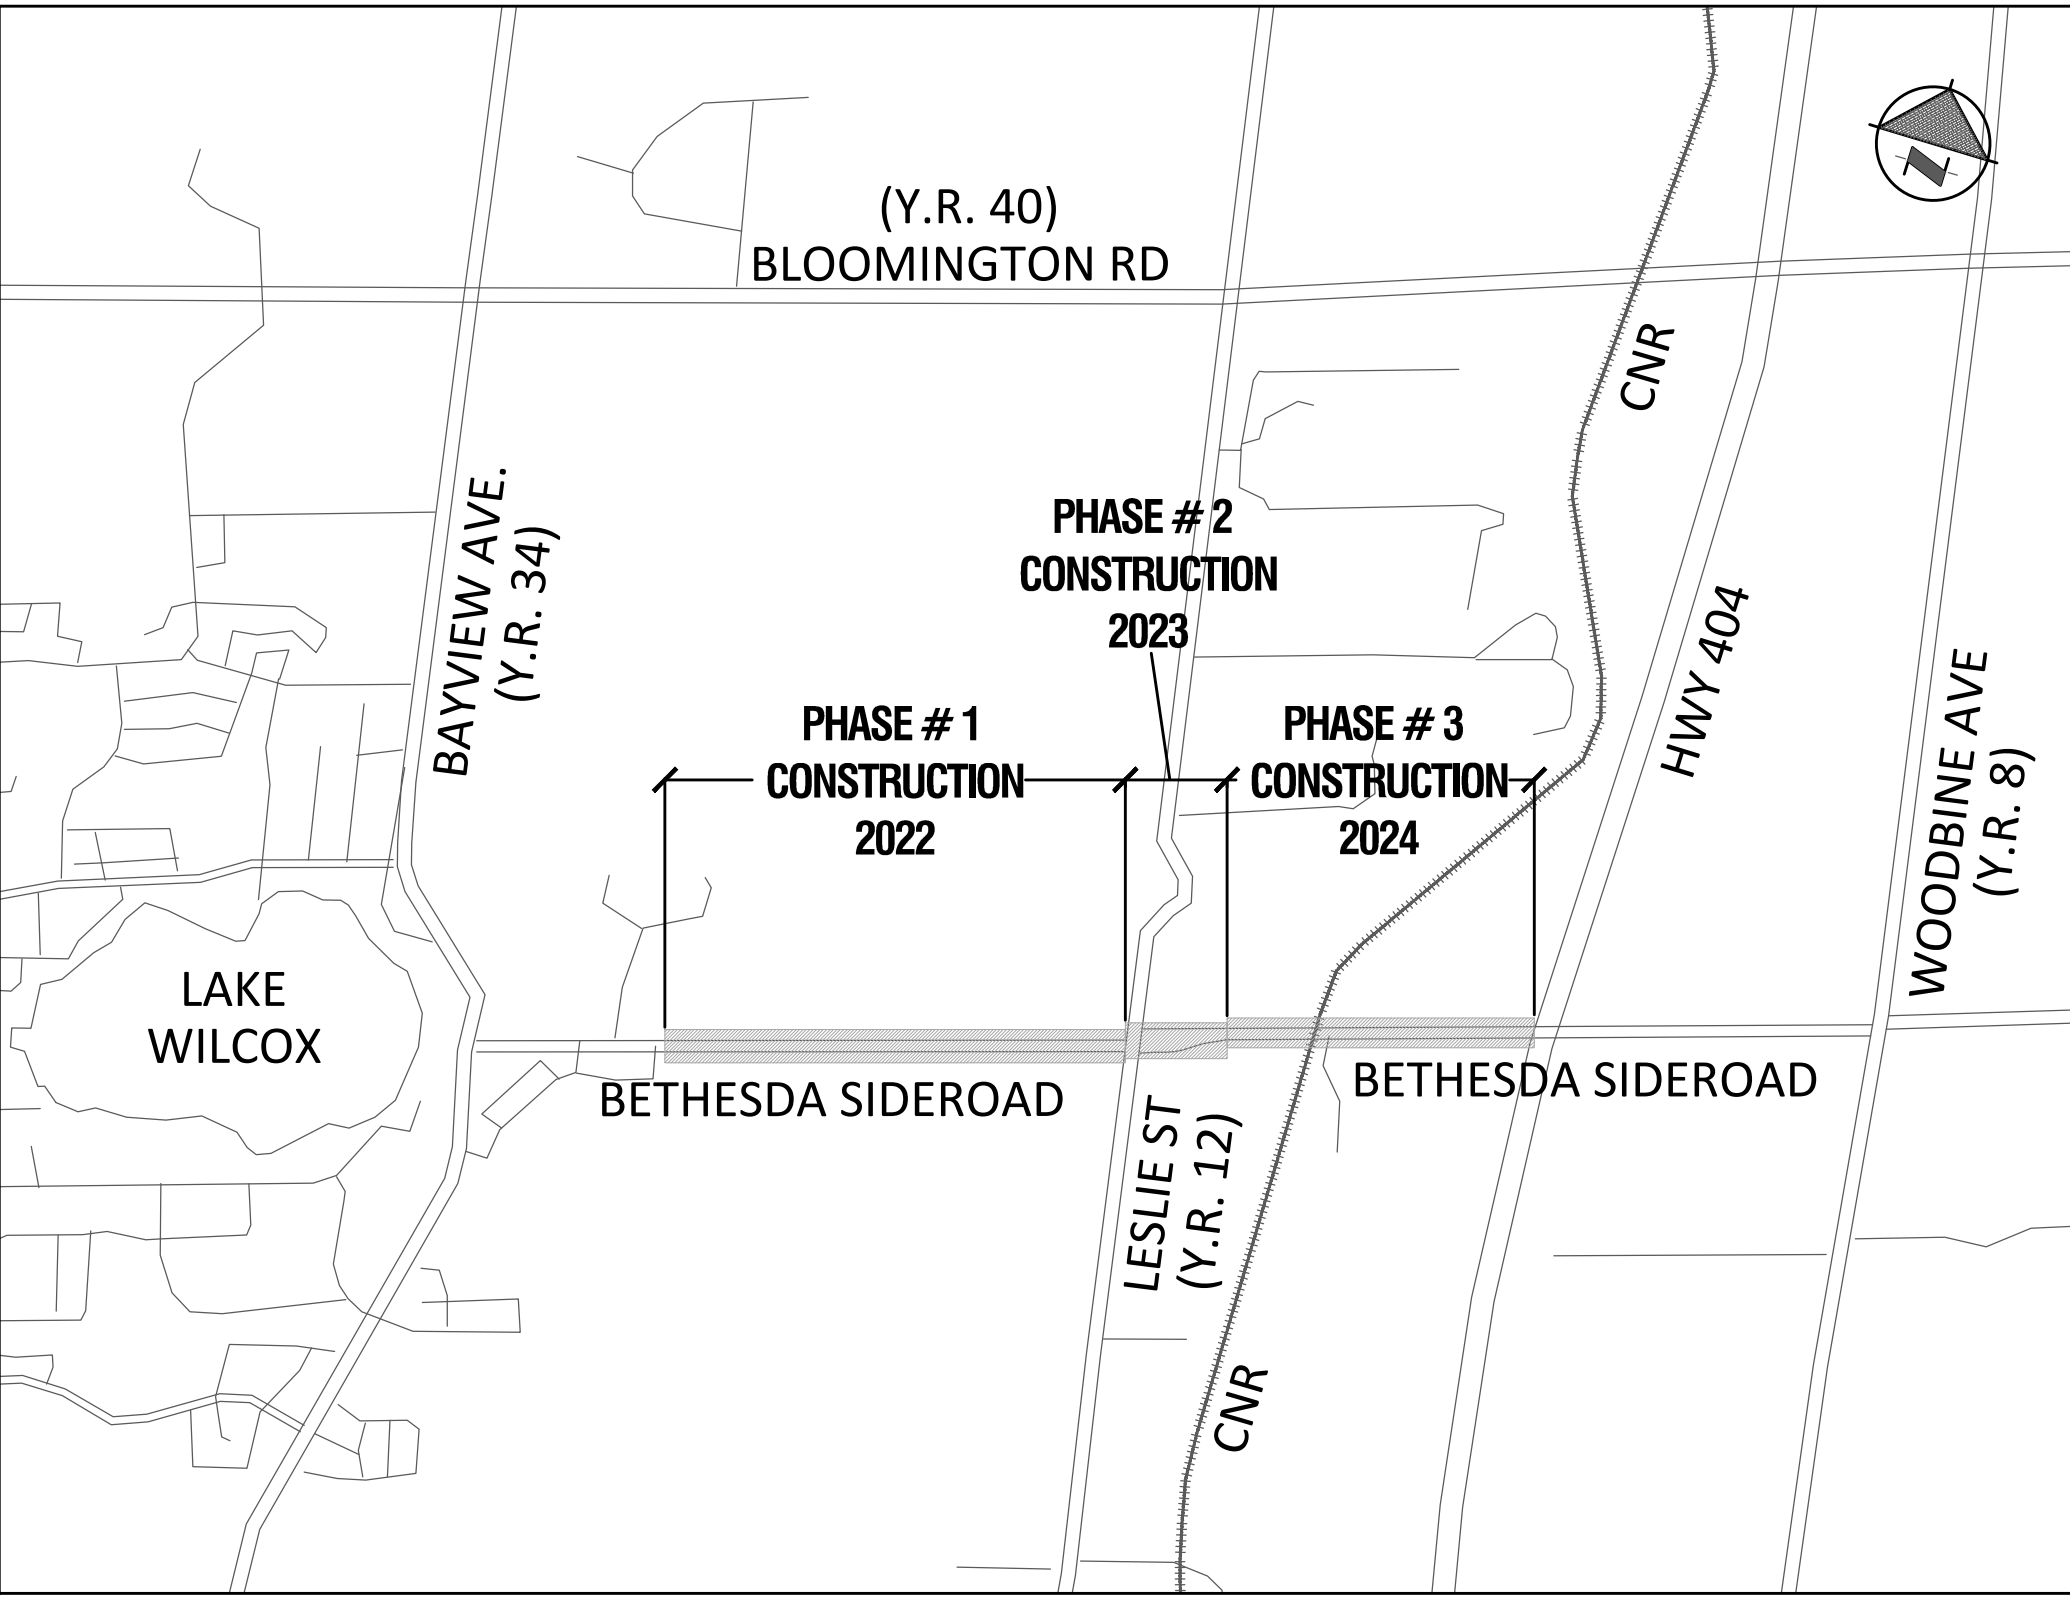 (Y.R. 40)
BLOOMINGTON RD
N
CNR
BAYVIEW AVE.
(Y.R. 34)
PHASE # 2
CONSTRUCTION
2023
HWY 404
WOODBINE AVE
(Y.R. 8)
PHASE # 1
CONSTRUCTION
2022
PHASE # 3
CONSTRUCTION
2024
LAKE
WILCOX
BETHESDA SIDEROAD
BETHESDA SIDEROAD
LESLIE ST
(Y.R. 12)
CNR